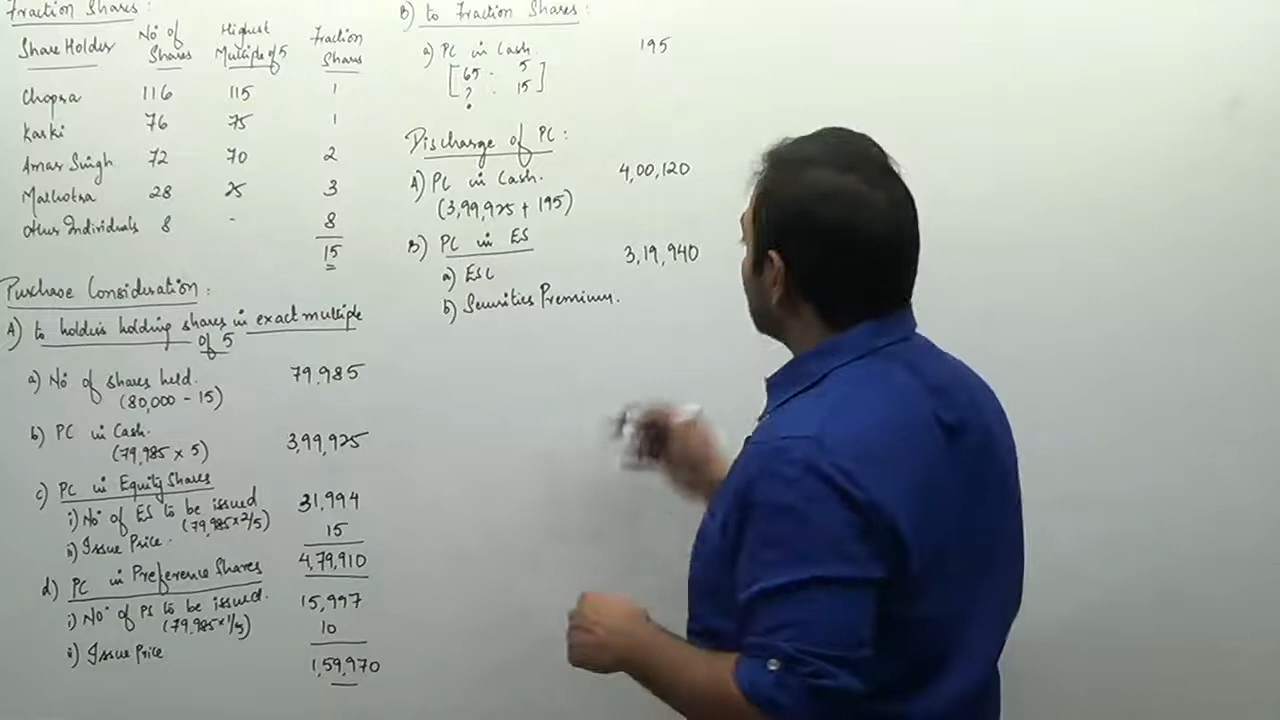 Fraction Shares:
Share Holder No of Shares Highest Multiple of 5 Fraction Shares
Chopra 116 115 1
Karki 76 75 1
Amar Singh 72 70 2
Malhotra 28 25 3
Other Individuals 8 - 8
15
Purchase Consideration:
A) to holders holding shares in exact multiple of 5
a) No of shares held. 79,985
(80,000 - 15)
b) PC in Cash. 3,99,925
(79,985 x 5)
c) PC in Equity Shares
i) No of ES to be issued 31,994
(79,985 x 2/5)
ii) Issue Price. 15
4,79,910
d) PC in Preference Shares
i) No of PS to be issued. 15,997
(79,985 x 1/5)
ii) Issue Price 10
1,59,970
B) to Fraction Shares:
a) PC in Cash. 195
[65 : 5
? : 15]
Discharge of PC:
A) PC in Cash. 4,00,120
(3,99,925 + 195)
B) PC in ES 3,19,940
a) ESC
b) Securities Premium.